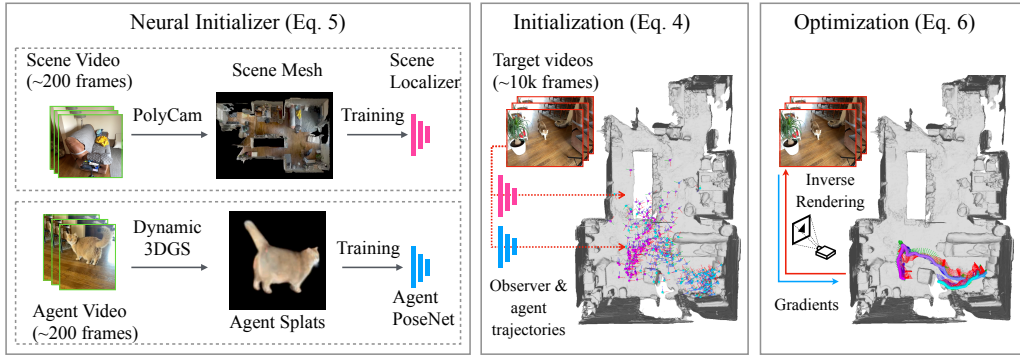 Neural Initializer (Eq. 5)
Scene Video
(~200 frames)
PolyCam
Scene Mesh
Training
Scene
Localizer
Agent Video
(~200 frames)
Dynamic
3DGS
Agent Splats
Training
Agent
PoseNet
Initialization (Eq. 4)
Target videos
(~10k frames)
Observer &
agent
trajectories
Optimization (Eq. 6)
Inverse
Rendering
Gradients